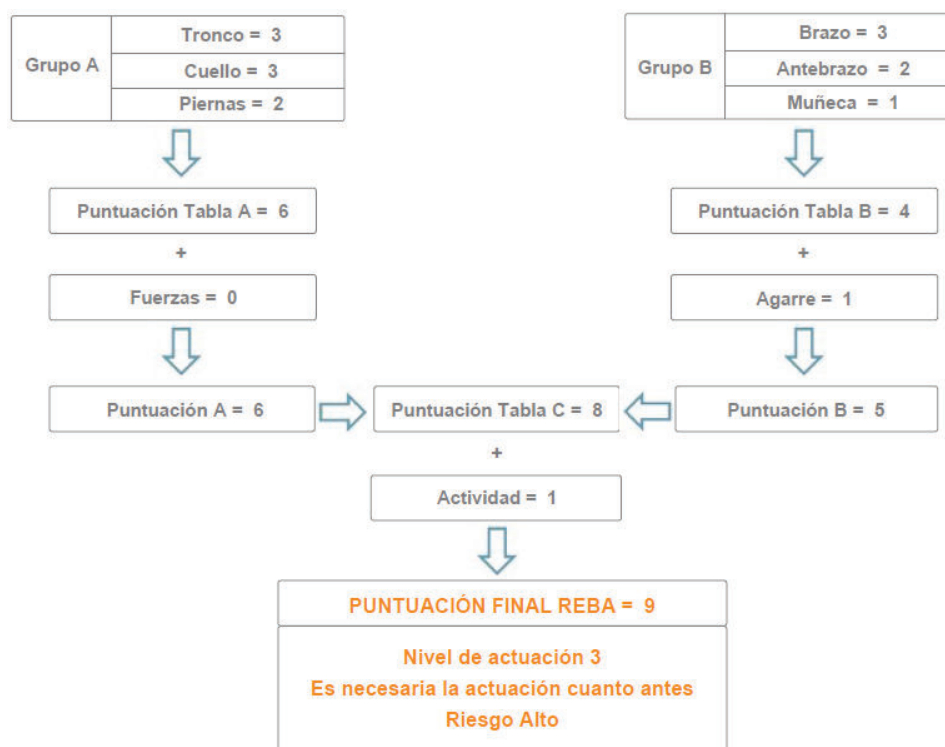 Grupo A
Tronco = 3
Cuello = 3
Piernas = 2
Grupo B
Brazo = 3
Antebrazo = 2
Muñeca = 1
Puntuación Tabla A = 6
Puntuación Tabla B = 4
+
+
Fuerzas = 0
Agarre = 1
Puntuación A = 6
Puntuación Tabla C = 8
Puntuación B = 5
+
Actividad = 1
PUNTUACIÓN FINAL REBA = 9
Nivel de actuación 3
Es necesaria la actuación cuanto antes
Riesgo Alto